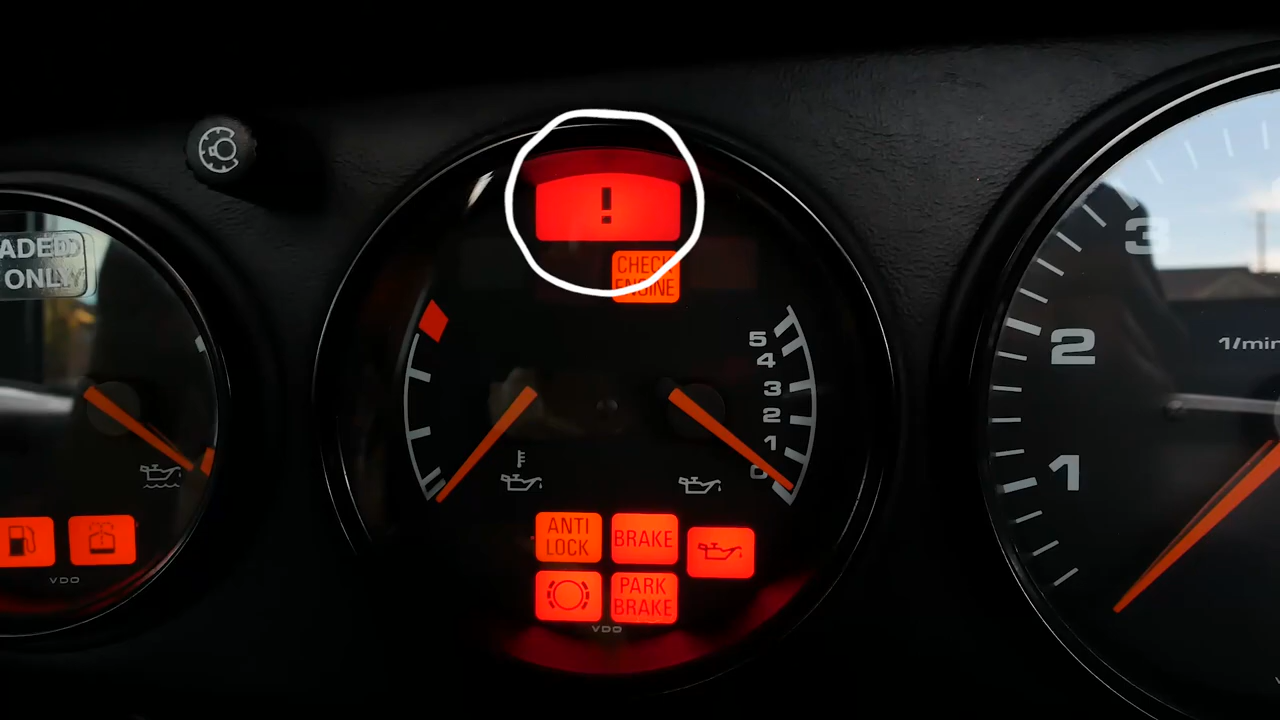 ADED
ONLY
VDO
!
CHECK
ENGINE
5
4
3
2
1
0
ANTI
LOCK
BRAKE
PARK
BRAKE
VDO
3
2
1/min
1